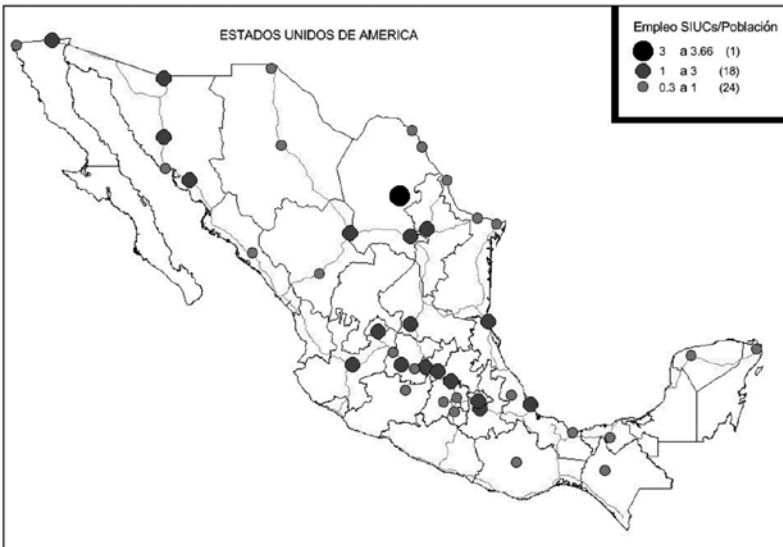 ESTADOS UNIDOS DE AMERICA
Empleo SIUCs/Población
3 a 3.66 (1)
1 a 3 (18)
0.3 a 1 (24)